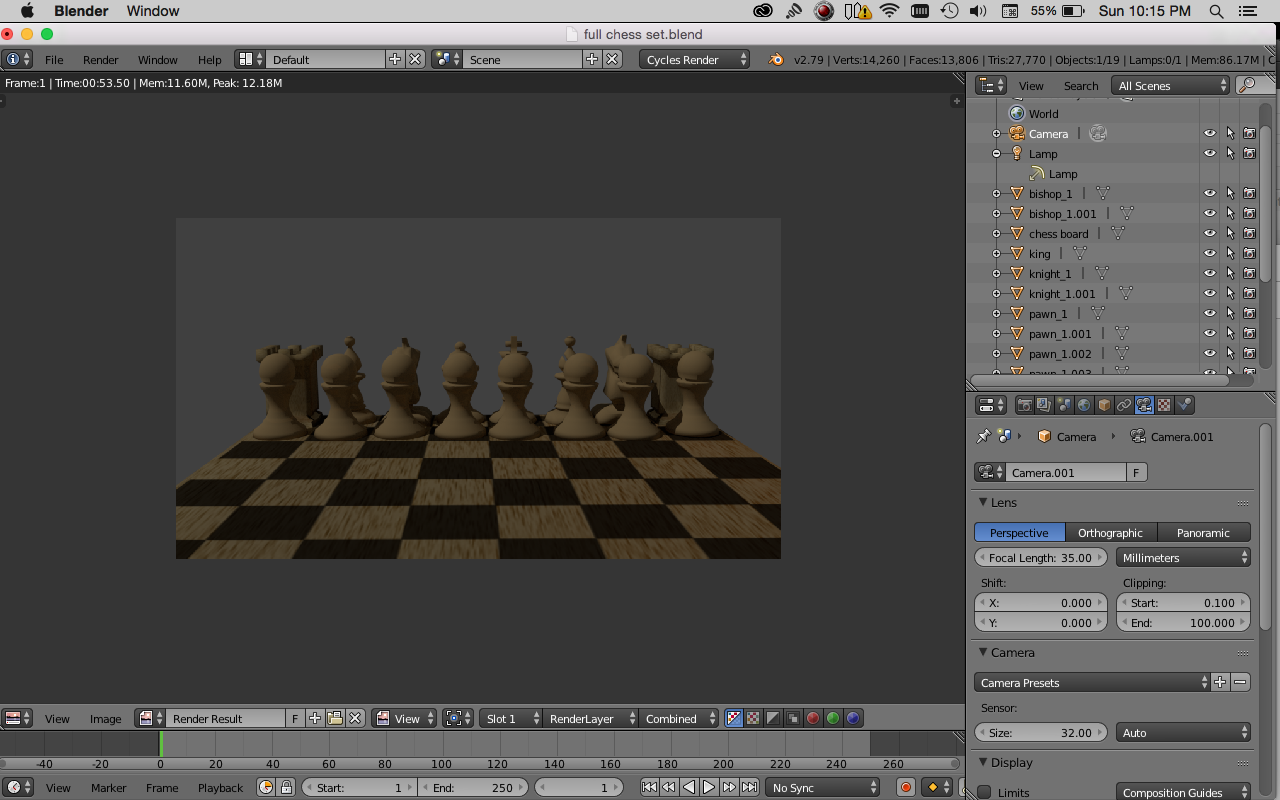 Blender Window 55% Sun 10:15 PM
full chess set.blend
File Render Window Help Default Scene Cycles Render v2.79 | Verts:14,260 | Faces:13,806 | Tris:27,770 | Objects:1/19 | Lamps:0/1 | Mem:86.17M | C
Frame:1 | Time:00:53.50 | Mem:11.60M, Peak: 12.18M
View Search All Scenes
World
Camera
Lamp
Lamp
bishop_1
bishop_1.001
chess board
king
knight_1
knight_1.001
pawn_1
pawn_1.001
pawn_1.002
pawn_1.003
Camera Camera.001
Camera.001 F
Lens
Perspective Orthographic Panoramic
Focal Length: 35.00 Millimeters
Shift: Clipping:
X: 0.000 Start: 0.100
Y: 0.000 End: 100.000
Camera
Camera Presets
Sensor:
Size: 32.00 Auto
Display
Limits Composition Guides
View Image Render Result F View Slot 1 RenderLayer Combined
-40 -20 0 20 40 60 80 100 120 140 160 180 200 220 240 260
View Marker Frame Playback Start: 1 End: 250 1 No Sync